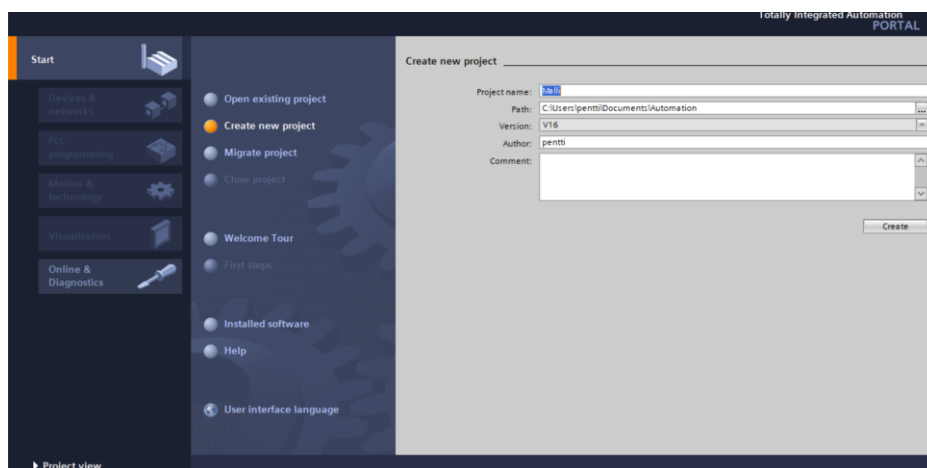 Totally Integrated Automation
PORTAL
Start
Devices &
networks
PLC
programming
Motion &
technology
Visualization
Online &
Diagnostics
Project view
Open existing project
Create new project
Migrate project
Close project
Welcome Tour
First steps
Installed software
Help
User interface language
Create new project
Project name: Malli
Path: C:\Users\pentti\Documents\Automation
...
Version: V16
Author: pentti
Comment:
Create